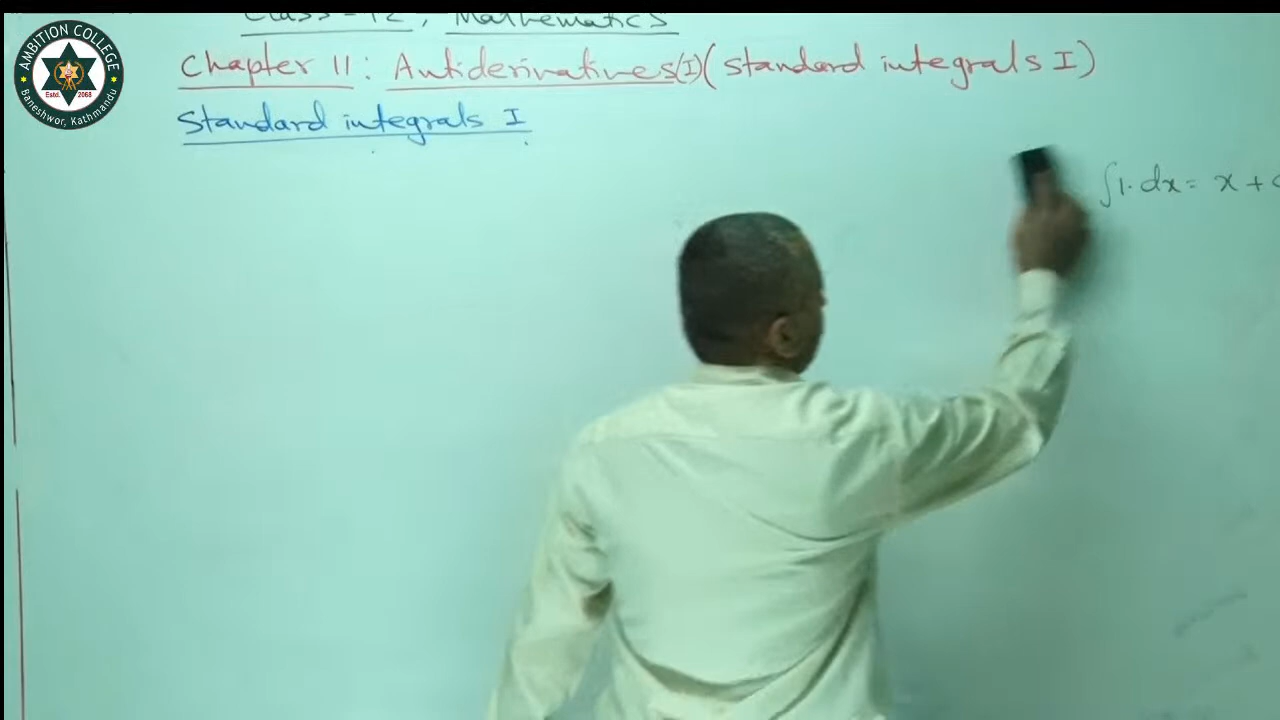 AMBITION COLLEGE
Estd. 2068
Baneshwor, Kathmandu
Class - 12, Mathematics
Chapter 11: Antiderivatives(I)(standard integrals I)
Standard integrals I
∫1. dx = x + c